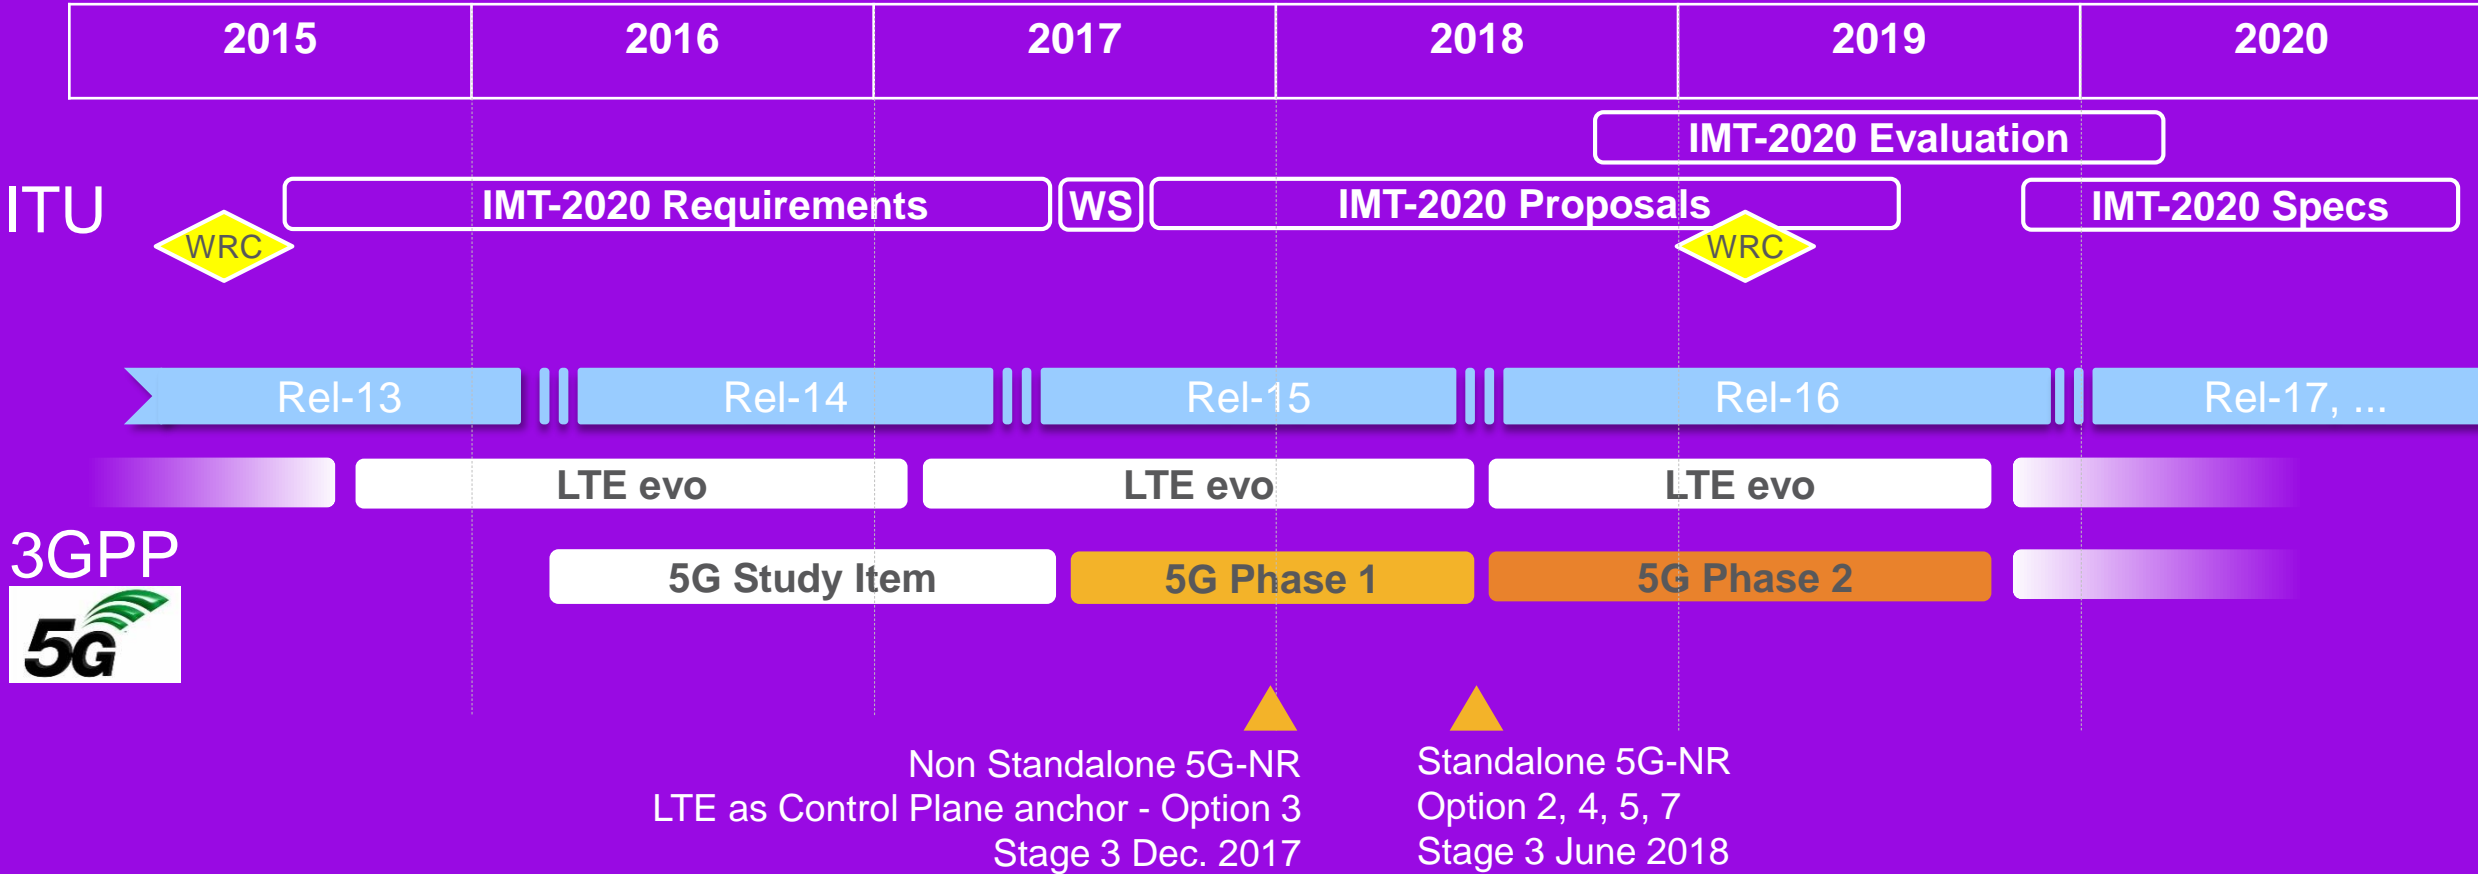 2015 2016 2017 2018 2019 2020
IMT-2020 Evaluation
ITU
IMT-2020 Requirements WS IMT-2020 Proposals IMT-2020 Specs
WRC WRC
Rel-13 Rel-14 Rel-15 Rel-16 Rel-17, ...
LTE evo LTE evo LTE evo
3GPP
5G Study Item 5G Phase 1 5G Phase 2
5G
Non Standalone 5G-NR
LTE as Control Plane anchor - Option 3
Stage 3 Dec. 2017
Standalone 5G-NR
Option 2, 4, 5, 7
Stage 3 June 2018